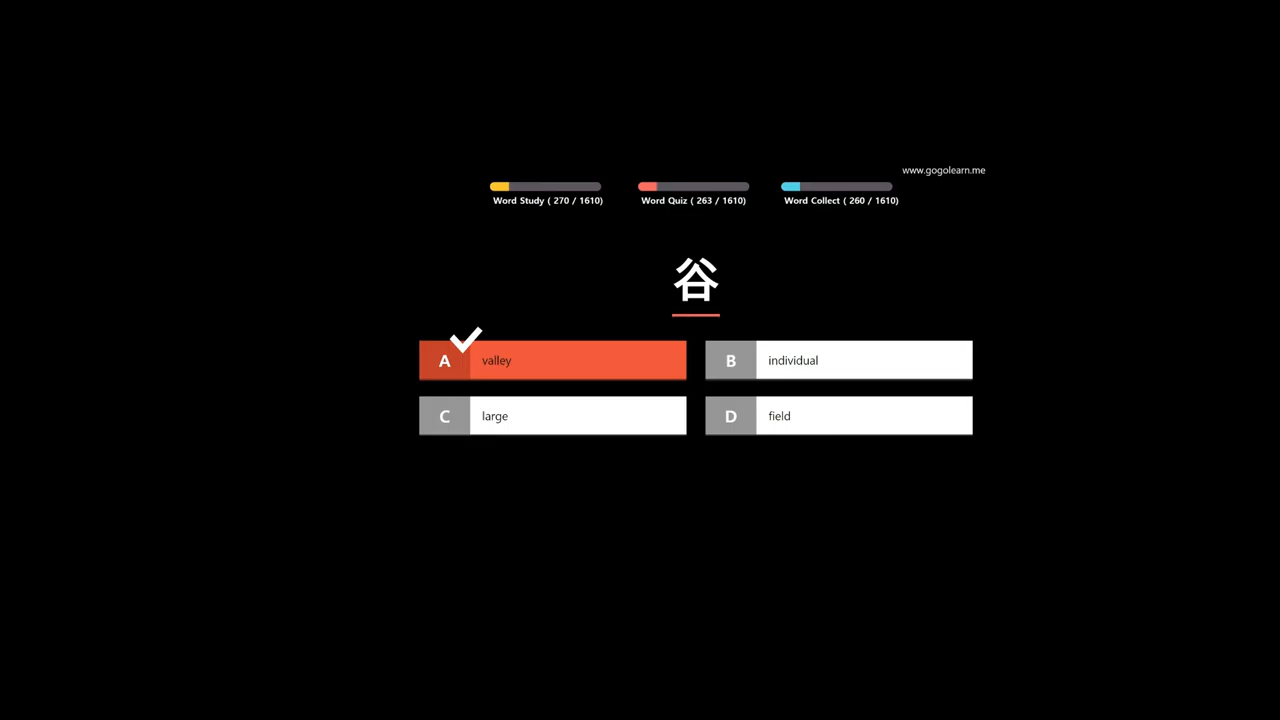 www.gogolearn.me
Word Study ( 270 / 1610)
Word Quiz ( 263 / 1610)
Word Collect ( 260 / 1610)
谷
A valley
B individual
C large
D field